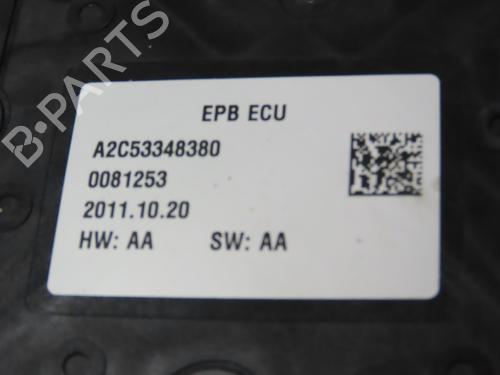 B-PARTS
EPB ECU
A2C53348380
0081253
2011.10.20
HW: AA SW: AA